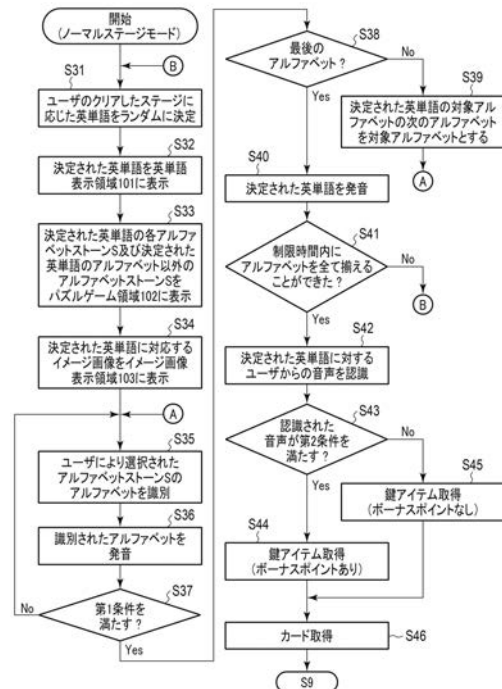 開始
(ノーマルステージモード)
B
S31
ユーザのクリアしたステージに
応じた英単語をランダムに決定
S32
決定された英単語を英単語
表示領域101に表示
S33
決定された英単語の各アルファ
ベットストーンS及び決定された
英単語のアルファベット以外の
アルファベットストーンSを
パズルゲーム領域102に表示
S34
決定された英単語に対応する
イメージ画像をイメージ画像
表示領域103に表示
A
S35
ユーザにより選択された
アルファベットストーンSの
アルファベットを識別
S36
識別されたアルファベットを
発音
S37
第1条件を
満たす?
No
Yes
S38
最後の
アルファベット?
No
Yes
S39
決定された英単語の対象アル
ファベットの次のアルファベット
を対象アルファベットとする
A
S40
決定された英単語を発音
S41
制限時間内に
アルファベットを全て揃える
ことができた?
No
B
Yes
S42
決定された英単語に対する
ユーザからの音声を認識
S43
認識された
音声が第2条件を
満たす?
No
Yes
S45
鍵アイテム取得
(ボーナスポイントなし)
S44
鍵アイテム取得
(ボーナスポイントあり)
カード取得
S46
S9